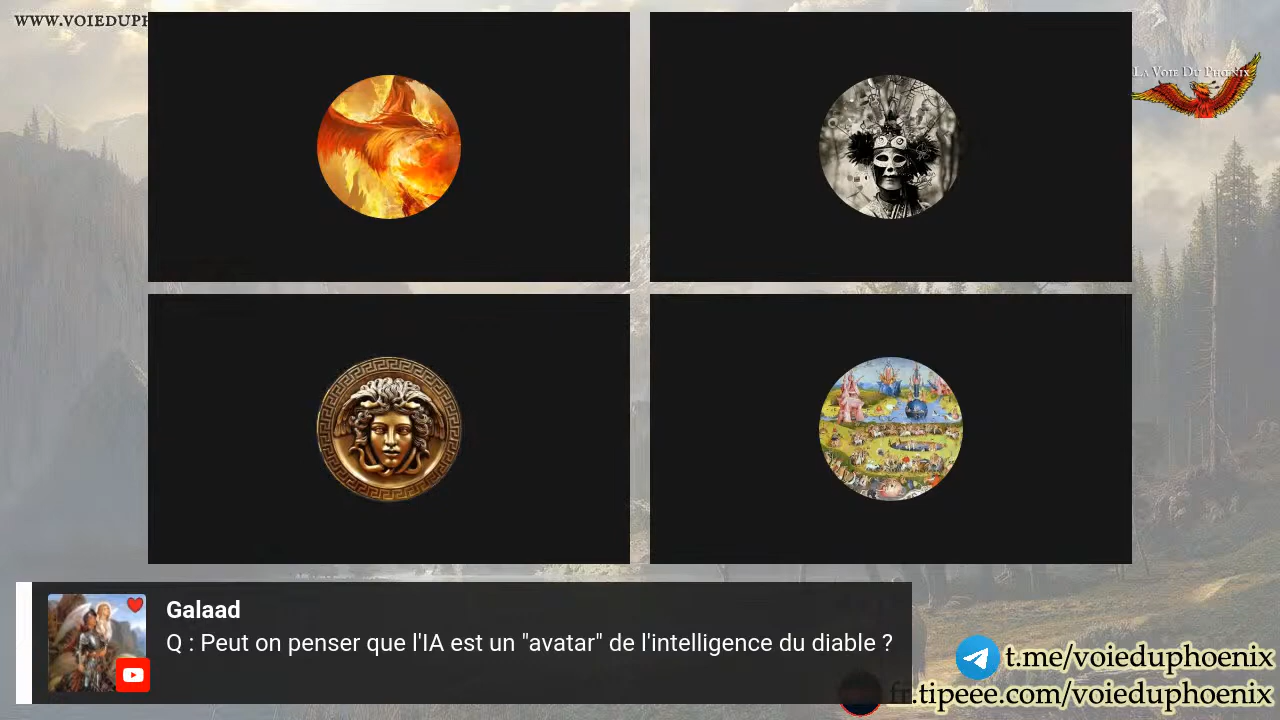 WWW.VOIEDUPH
La Voie Du Phœnix
Galaad
Q : Peut on penser que l'IA est un "avatar" de l'intelligence du diable ?
t.me/voieduphoenix
fr.tipeee.com/voieduphoenix